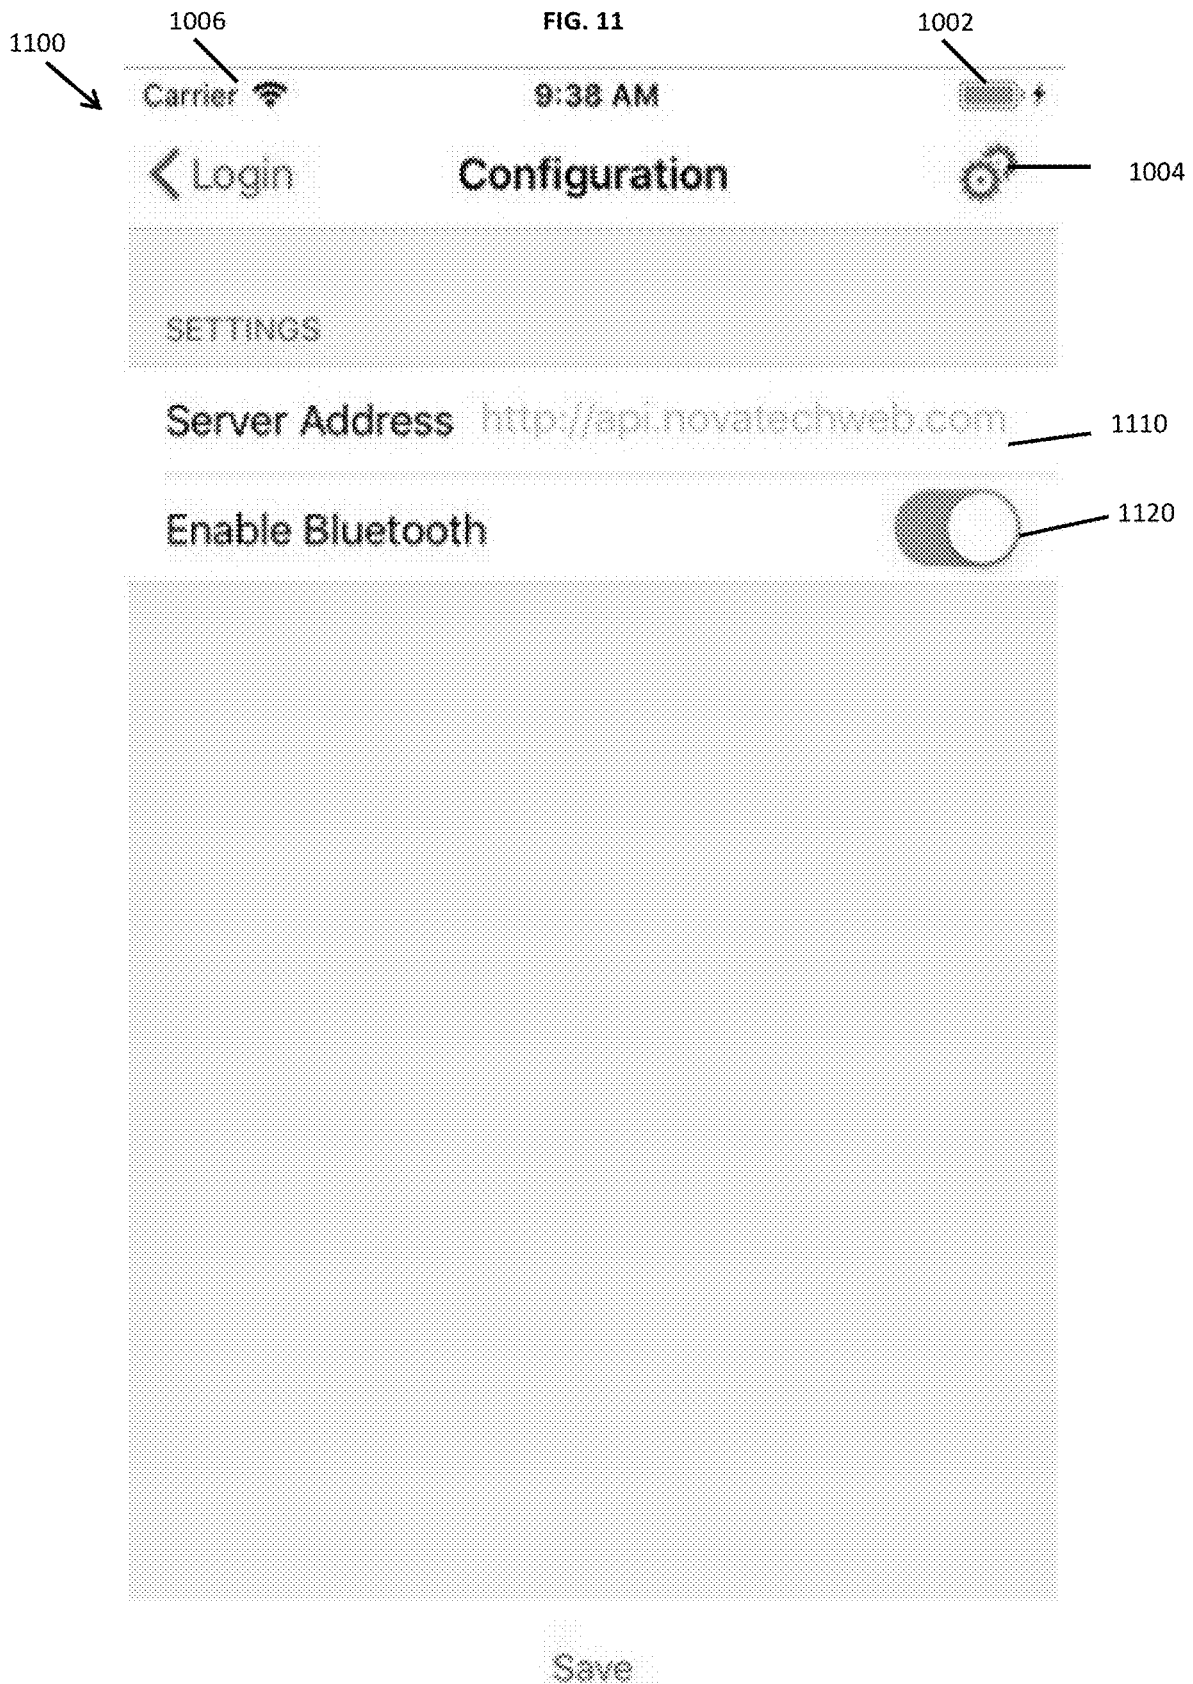 1006 FIG. 11 1002
1100
Carrier 9:38 AM
Login Configuration 1004
SETTINGS
Server Address http://api.novatechweb.com 1110
Enable Bluetooth 1120
Save